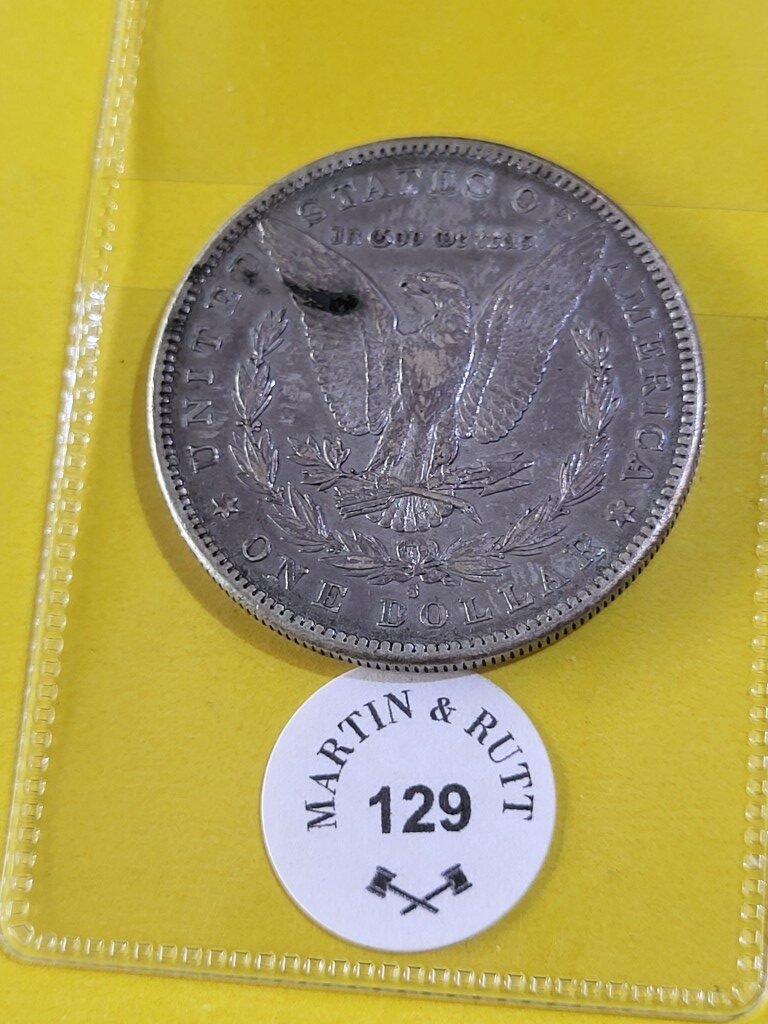 UNITED STATES OF AMERICA
In God We Trust
S
ONE DOLLAR
MARTIN & RUTT
129